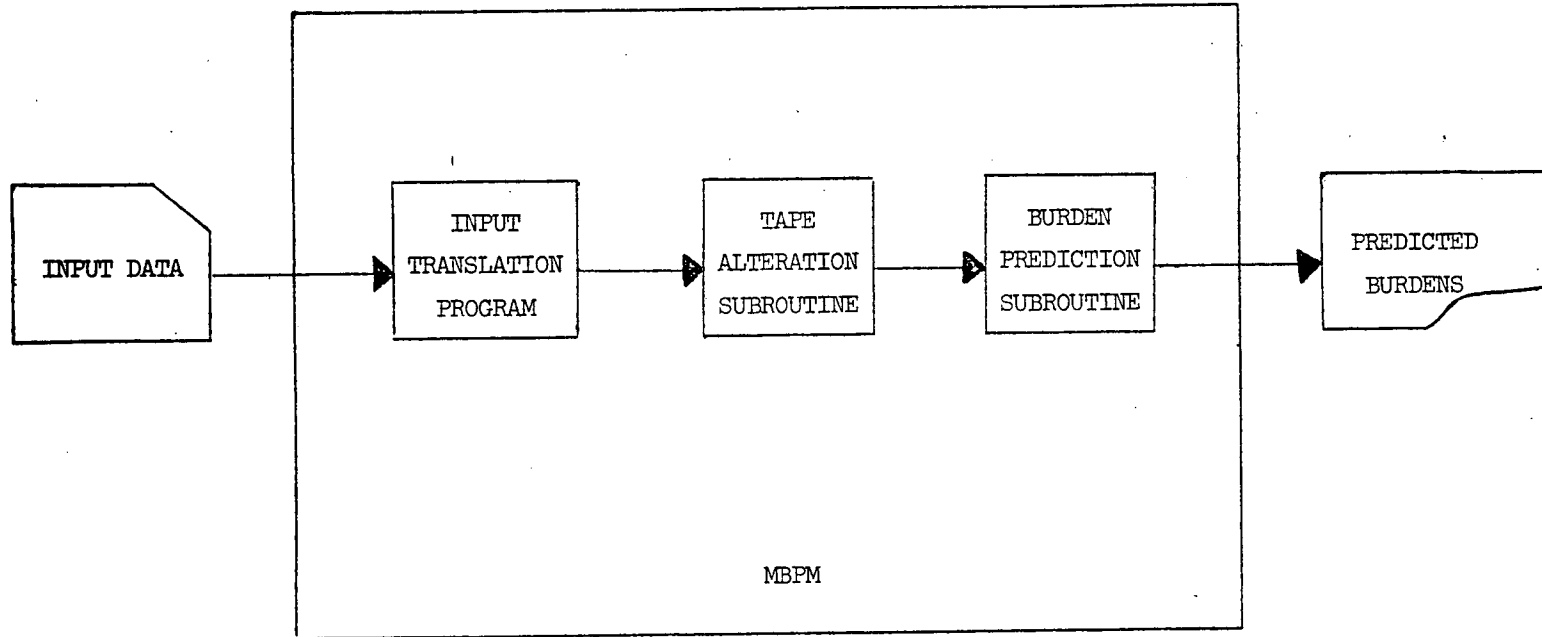 INPUT DATA
INPUT
TRANSLATION
PROGRAM
TAPE
ALTERATION
SUBROUTINE
BURDEN
PREDICTION
SUBROUTINE
PREDICTED
BURDENS
MBPM